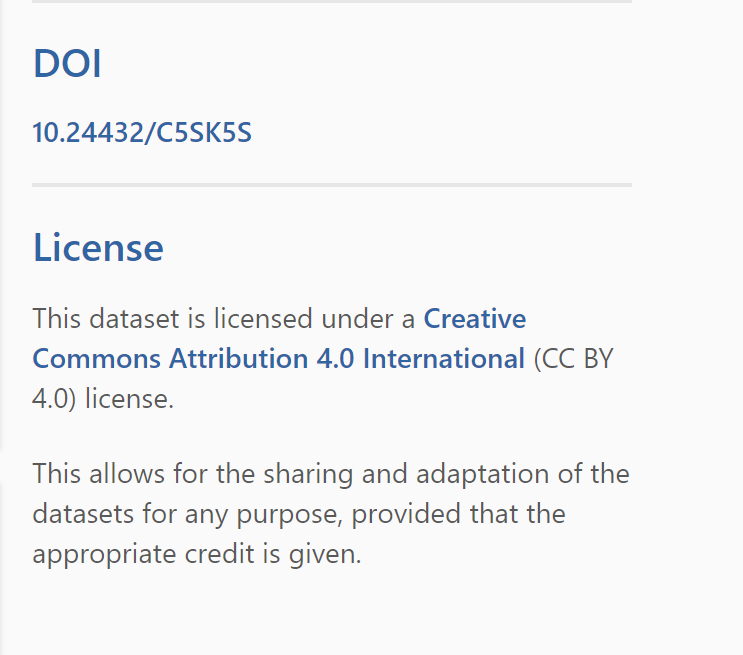 DOI
10.24432/C5SK5S
License
This dataset is licensed under a Creative
Commons Attribution 4.0 International (CC BY
4.0) license.
This allows for the sharing and adaptation of the
datasets for any purpose, provided that the
appropriate credit is given.